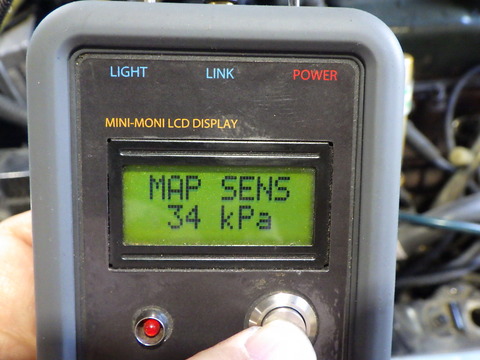 LIGHT LINK POWER
MINI-MONI LCD DISPLAY
MAP SENS
34 kPa